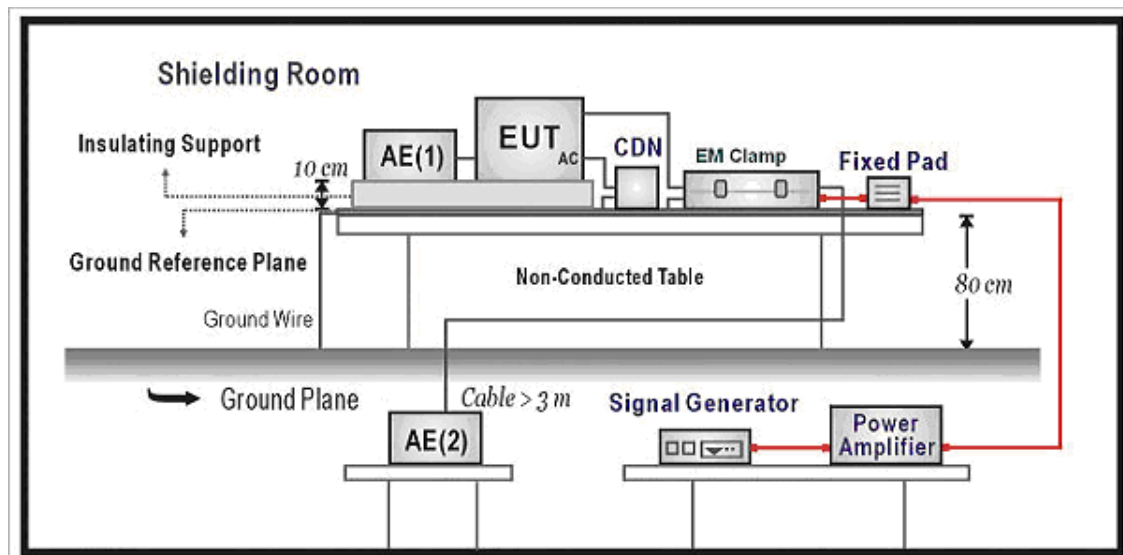 Shielding Room
Insulating Support
10 cm
AE(1)
EUT
AC
CDN
EM Clamp
Fixed Pad
Ground Reference Plane
Non-Conducted Table
80 cm
Ground Wire
Ground Plane
Cable > 3 m
AE(2)
Signal Generator
Power
Amplifier